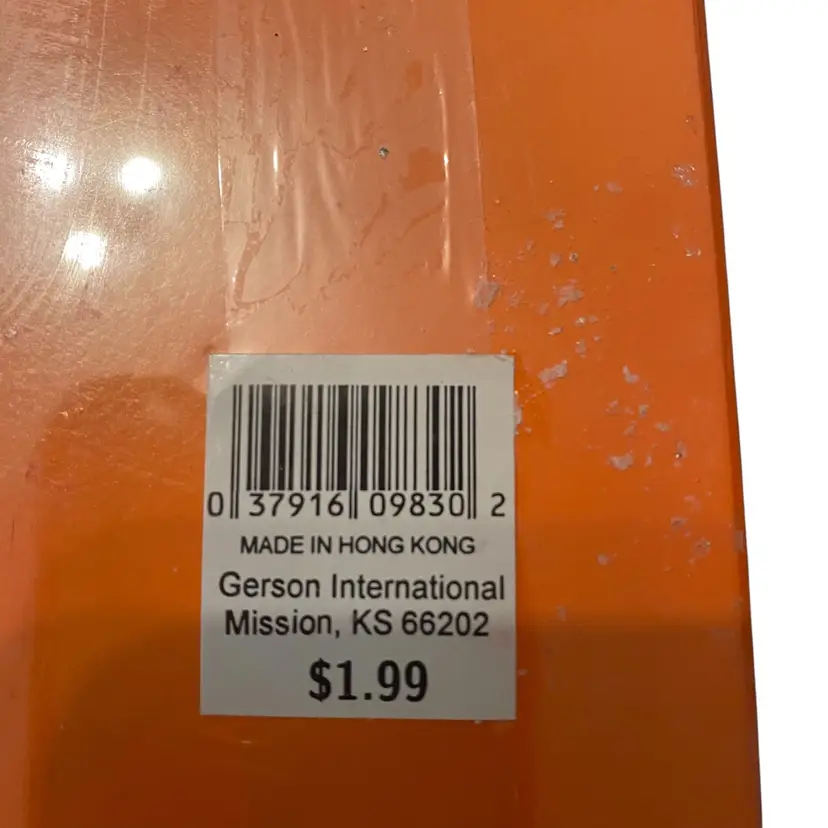 0 37916 09830 2
MADE IN HONG KONG
Gerson International
Mission, KS 66202
$1.99